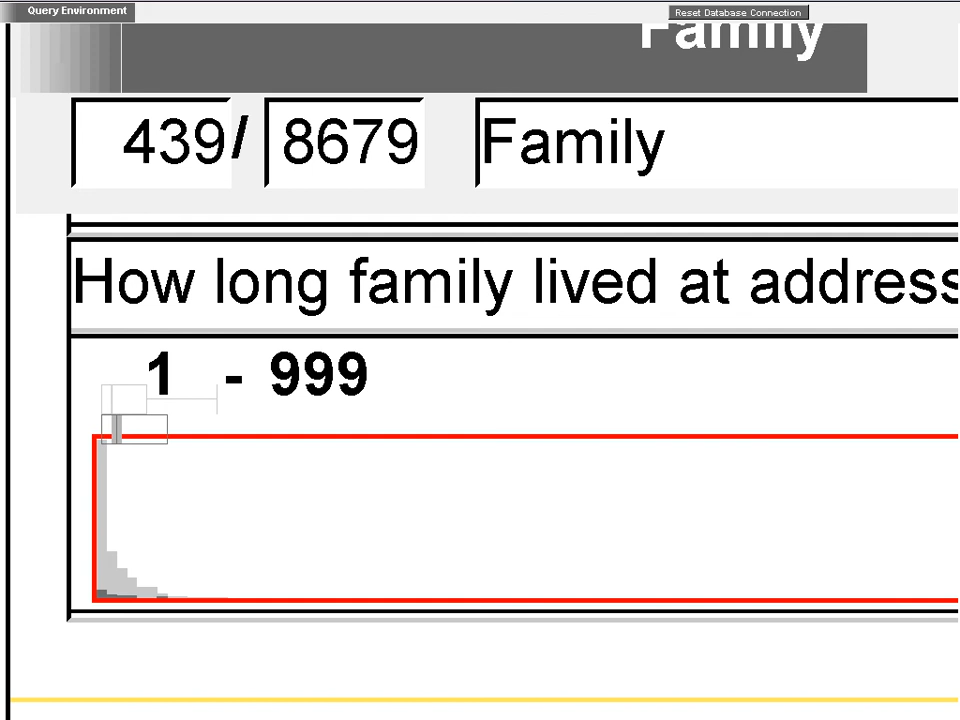 Query Environment
Reset Database Connection
Family
439/ 8679 Family
How long family lived at address
1 - 999